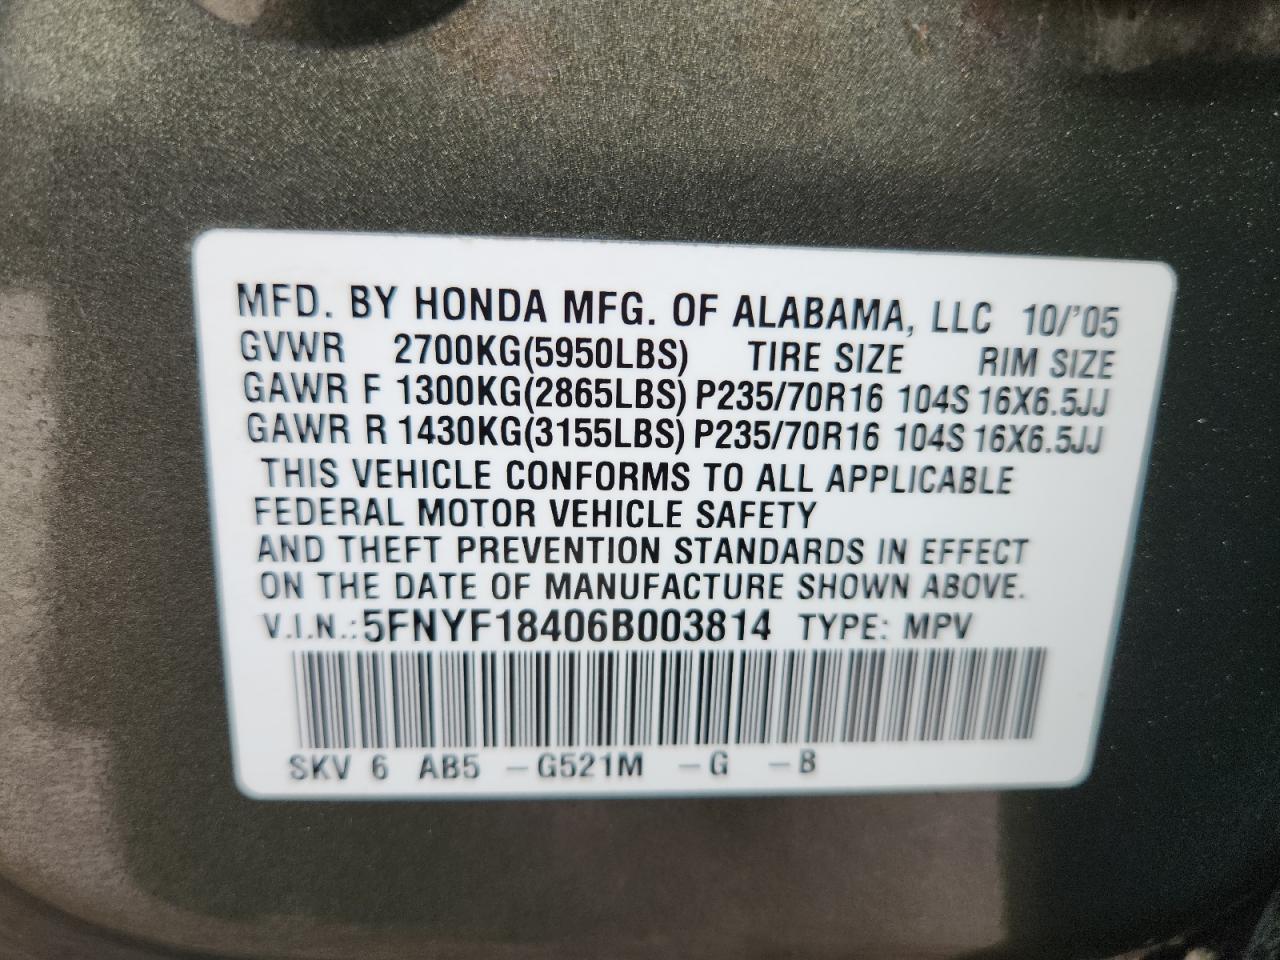 MFD. BY HONDA MFG. OF ALABAMA, LLC 10/'05
GVWR 2700KG(5950LBS) TIRE SIZE RIM SIZE
GAWR F 1300KG(2865LBS) P235/70R16 104S 16X6.5JJ
GAWR R 1430KG(3155LBS) P235/70R16 104S 16X6.5JJ
THIS VEHICLE CONFORMS TO ALL APPLICABLE
FEDERAL MOTOR VEHICLE SAFETY
AND THEFT PREVENTION STANDARDS IN EFFECT
ON THE DATE OF MANUFACTURE SHOWN ABOVE.
V.I.N.: 5FNYF18406B003814 TYPE: MPV
SKV 6 AB5 -G521M -G -B